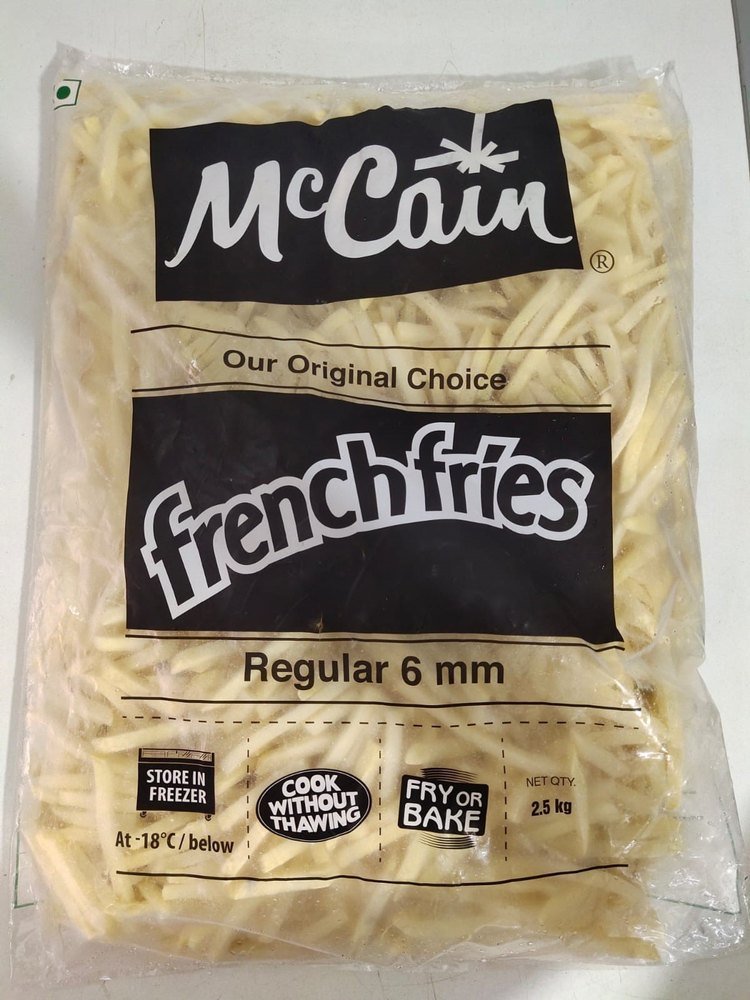 McCain
®
Our Original Choice
french fries
Regular 6 mm
STORE IN
FREEZER
At -18°C / below
COOK
WITHOUT
THAWING
FRY OR
BAKE
NET QTY.
2.5 kg